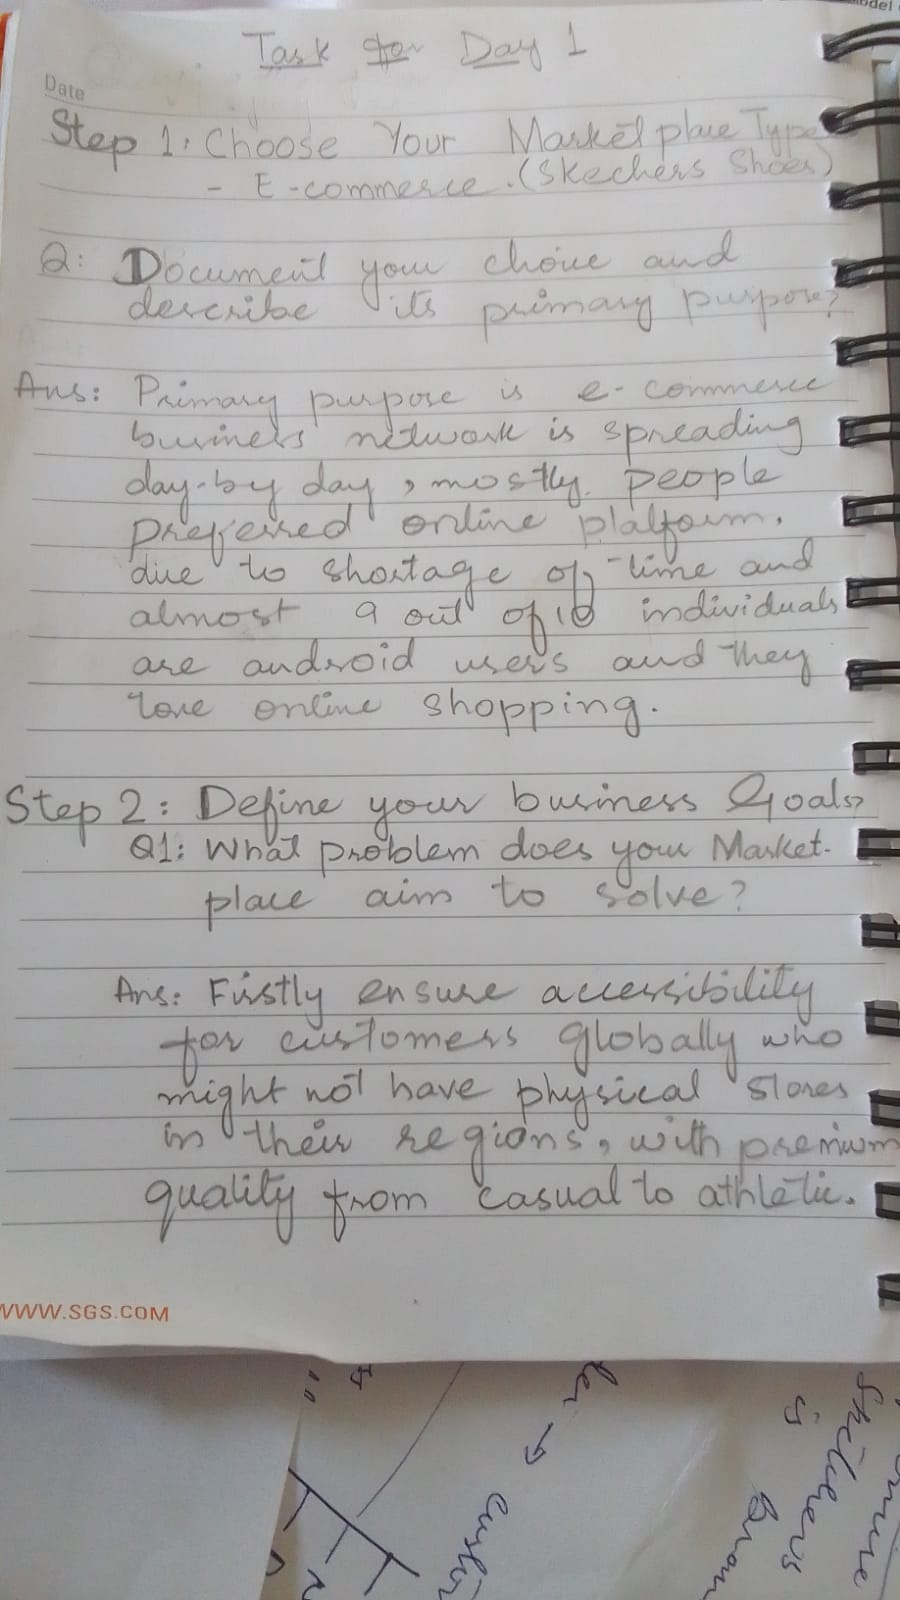 Task for Day 1
Date
Step 1: Choose Your Marketplace Type
- E-commerce. (Skechers Shoes)
Q: Document your choice and
describe its primary purpose?
Ans: Primary purpose is e-commerce
business network is spreading
day-by day, mostly people
preferred online platform.
due to shortage of time and
almost 9 out of 10 individuals
are android users and they
love online shopping.
Step 2: Define your business Goals
Q1: What problem does your Market-
place aim to solve?
Ans: Firstly ensure accessibility
for customers globally who
might not have physical stores
in their regions, with premium
quality from casual to athletic.
WWW.SGS.COM
Skechers
is